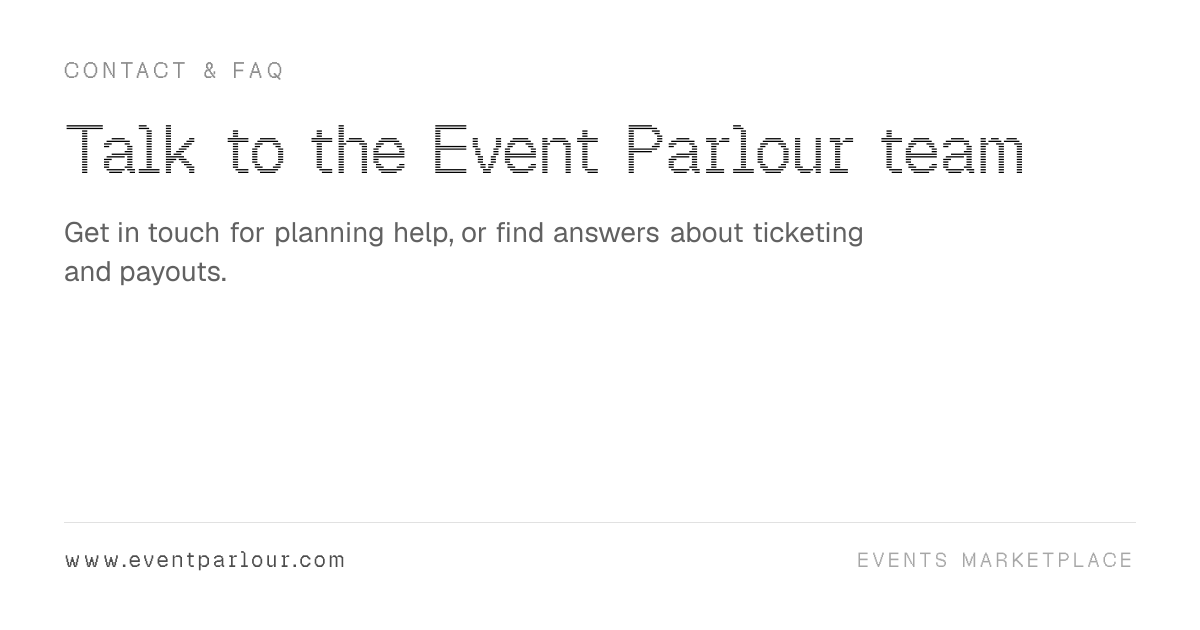 CONTACT & FAQ
Talk to the Event Parlour team
Get in touch for planning help, or find answers about ticketing
and payouts.
www.eventparlour.com
EVENTS MARKETPLACE